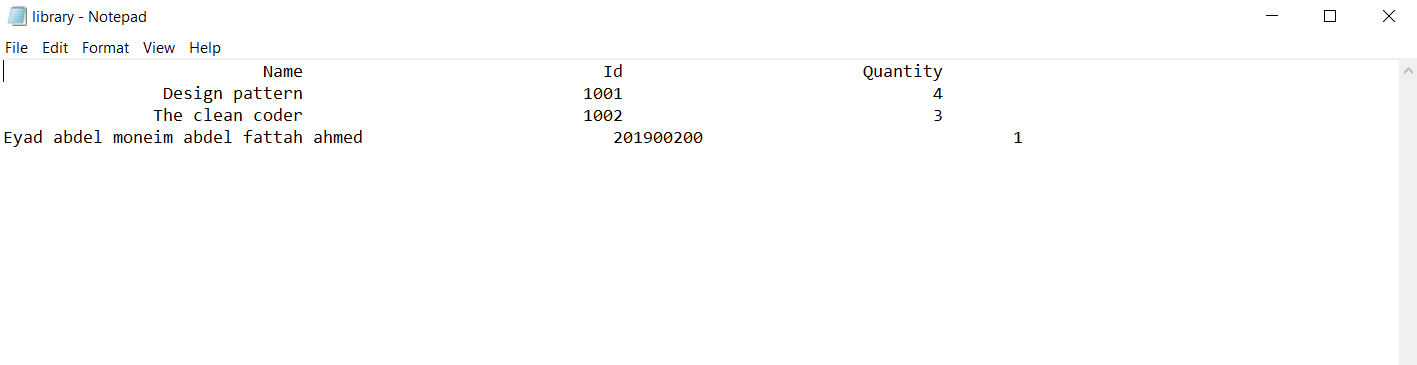 library - Notepad
File Edit Format View Help
Name Id Quantity
Design pattern 1001 4
The clean coder 1002 3
Eyad abdel moneim abdel fattah ahmed 201900200 1